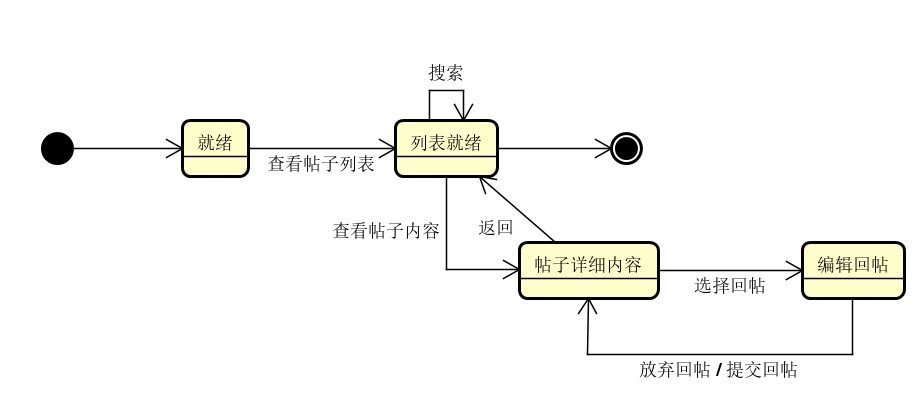 搜索
就绪
列表就绪
查看帖子列表
查看帖子内容
返回
帖子详细内容
编辑回帖
选择回帖
放弃回帖 / 提交回帖